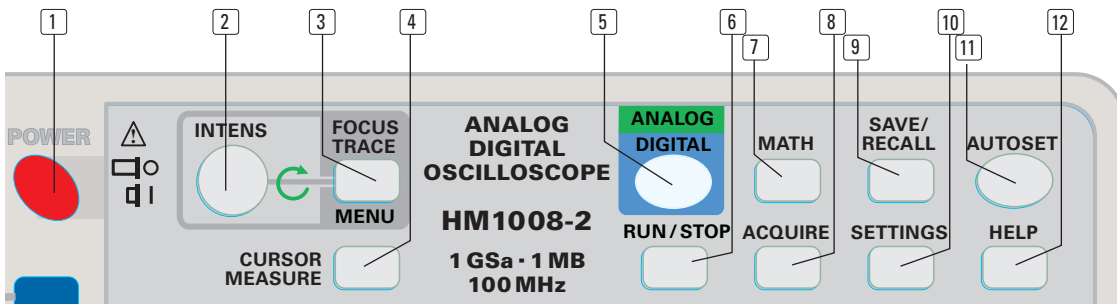 1 2 3 4 5 6 7 8 9 10 11 12
POWER
INTENS
FOCUS
TRACE
MENU
CURSOR
MEASURE
ANALOG
DIGITAL
OSCILLOSCOPE
HM1008-2
1 GSa · 1 MB
100 MHz
ANALOG
DIGITAL
RUN / STOP
MATH
ACQUIRE
SAVE/
RECALL
SETTINGS
AUTOSET
HELP